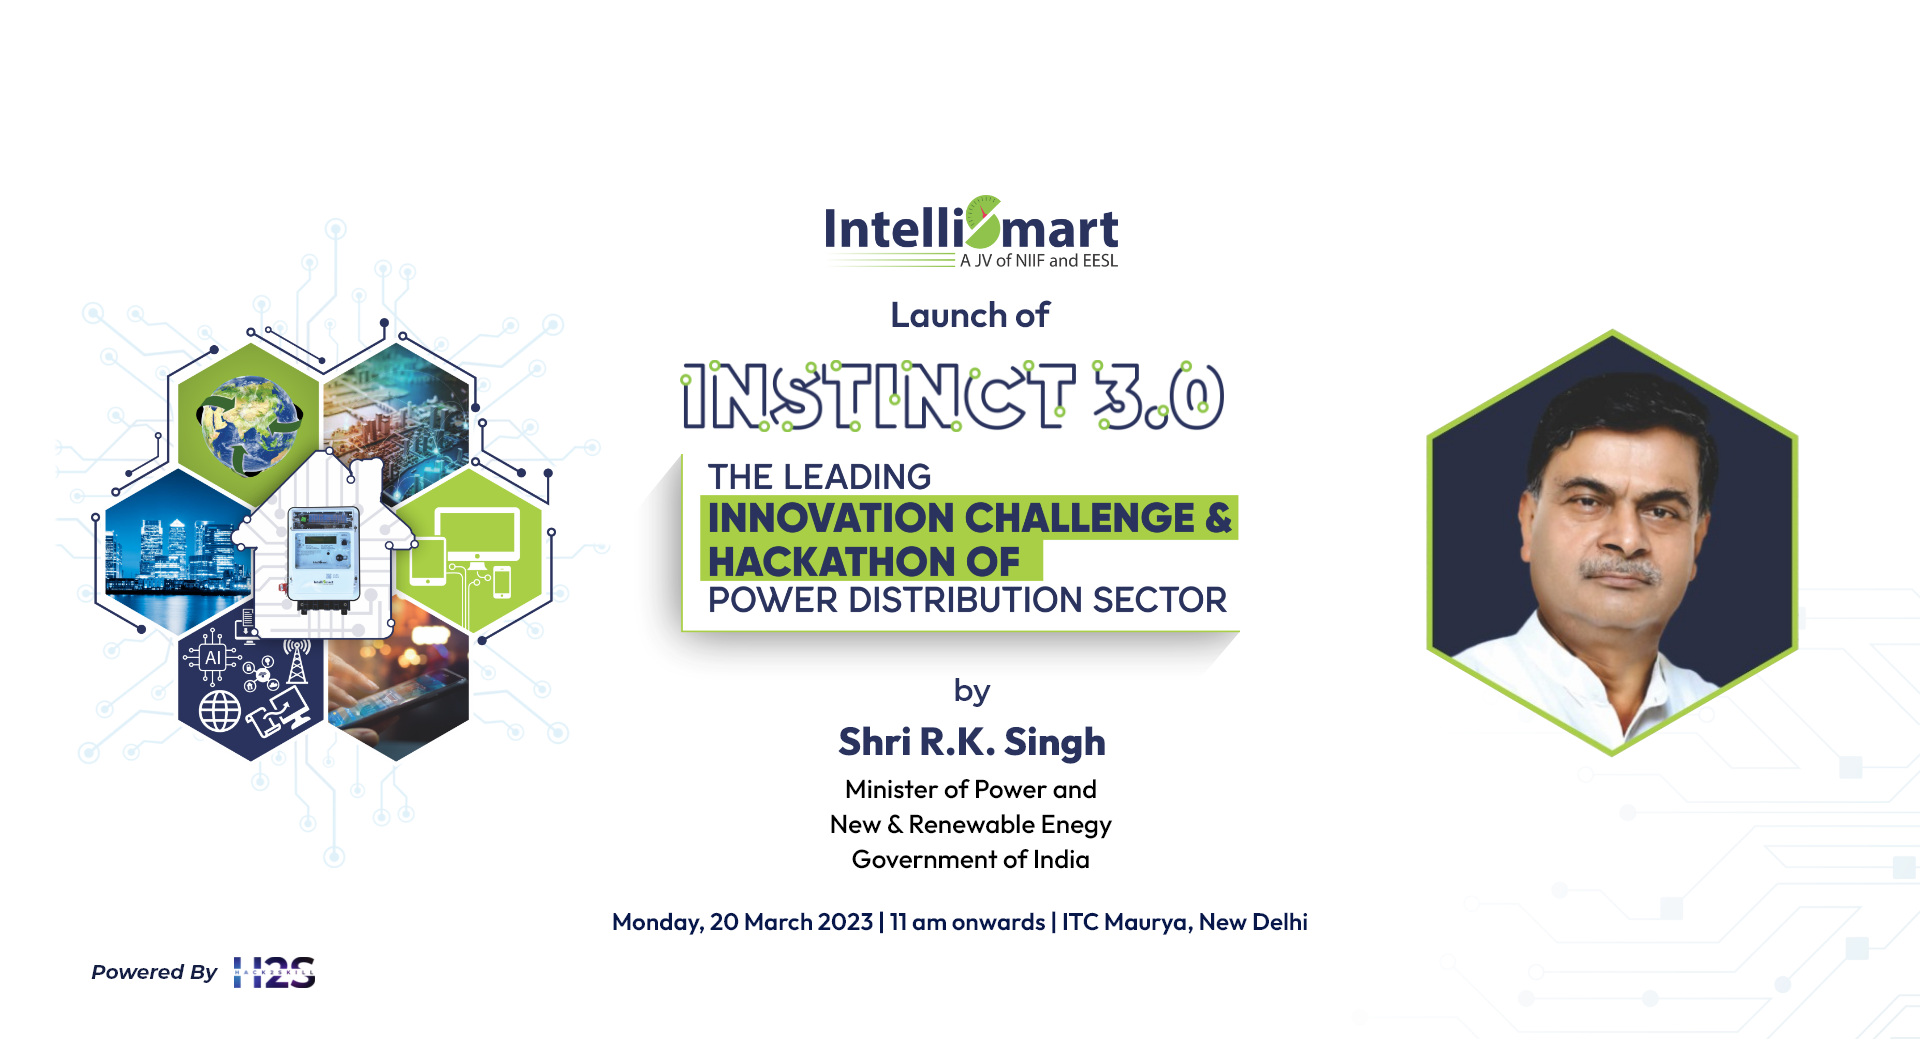 IntelliSmart
A JV of NIIF and EESL
Launch of
INSTINCT 3.0
THE LEADING
INNOVATION CHALLENGE &
HACKATHON OF
POWER DISTRIBUTION SECTOR
by
Shri R.K. Singh
Minister of Power and
New & Renewable Enegy
Government of India
Monday, 20 March 2023 | 11 am onwards | ITC Maurya, New Delhi
Powered By H2S
HACK2SKILL
AI
IntelliSmart